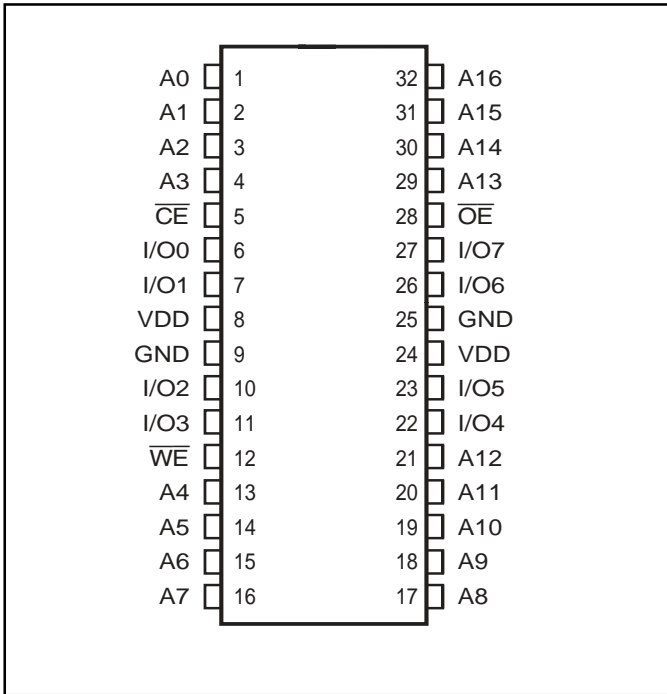 A0 1 32 A16
A1 2 31 A15
A2 3 30 A14
A3 4 29 A13
C̅E̅ 5 28 O̅E̅
I/O0 6 27 I/O7
I/O1 7 26 I/O6
VDD 8 25 GND
GND 9 24 VDD
I/O2 10 23 I/O5
I/O3 11 22 I/O4
W̅E̅ 12 21 A12
A4 13 20 A11
A5 14 19 A10
A6 15 18 A9
A7 16 17 A8